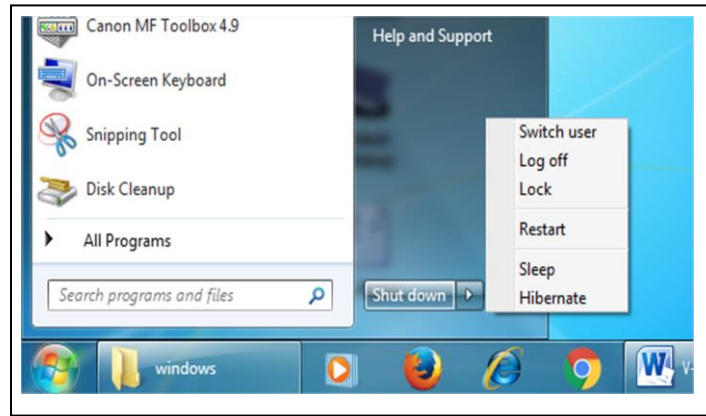 Canon MF Toolbox 4.9
On-Screen Keyboard
Snipping Tool
Disk Cleanup
All Programs
Search programs and files
Help and Support
Shut down
Switch user
Log off
Lock
Restart
Sleep
Hibernate
windows
W
V-